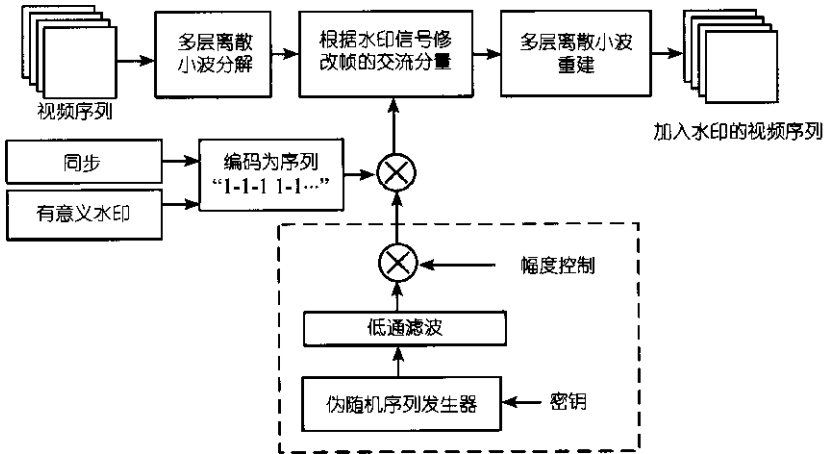 多层离散
小波分解
根据水印信号修
改帧的交流分量
多层离散小波
重建
视频序列
加入水印的视频序列
同步
编码为序列
“1-1-1 1-1…”
有意义水印
幅度控制
低通滤波
伪随机序列发生器
密钥